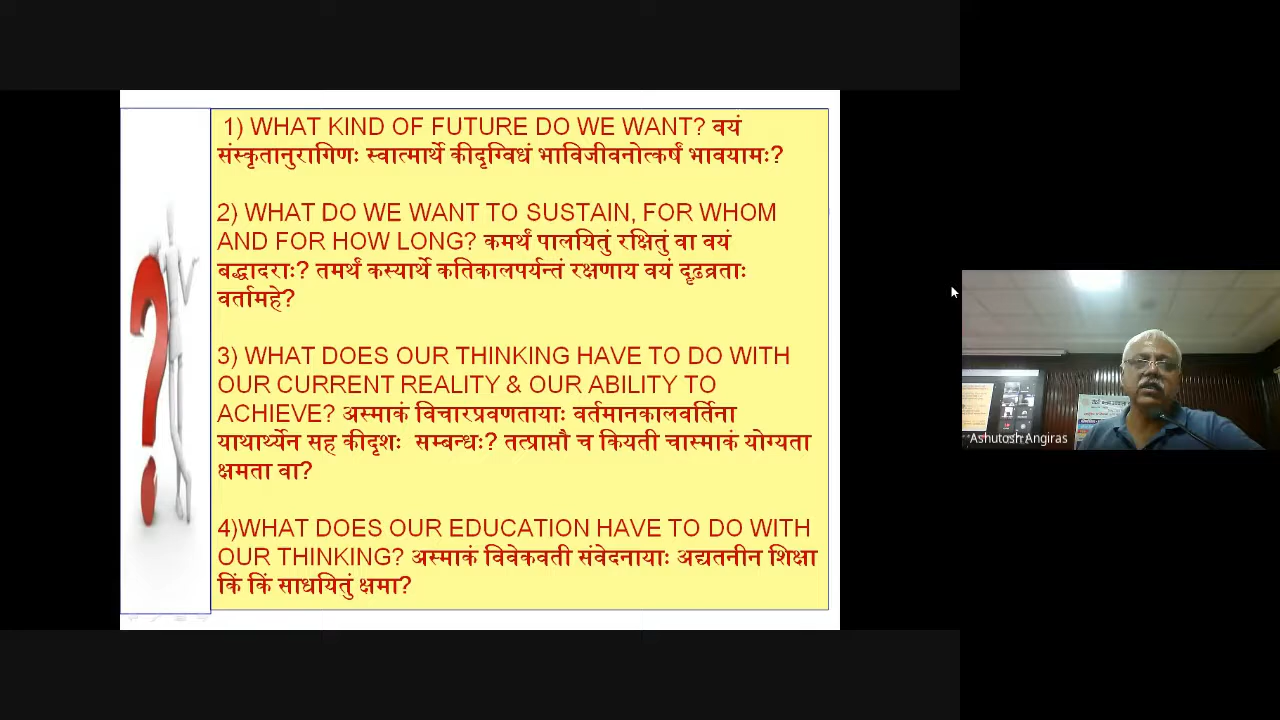 1) WHAT KIND OF FUTURE DO WE WANT? वयं
संस्कृतानुरागिणः स्वात्मार्थे कीदृग्विधं भाविजीवनोत्कर्षं भावयामः?
2) WHAT DO WE WANT TO SUSTAIN, FOR WHOM
AND FOR HOW LONG? कमर्थं पालयितुं रक्षितुं वा वयं
बद्धादराः? तमर्थं कस्यार्थे कतिकालपर्यन्तं रक्षणाय वयं दृढव्रताः
वर्तामहे?
3) WHAT DOES OUR THINKING HAVE TO DO WITH
OUR CURRENT REALITY & OUR ABILITY TO
ACHIEVE? अस्माकं विचारप्रवणतायाः वर्तमानकालवर्तिना
याथार्थ्येन सह कीदृशः सम्बन्धः? तत्प्राप्तौ च कियती चास्माकं योग्यता
क्षमता वा?
4)WHAT DOES OUR EDUCATION HAVE TO DO WITH
OUR THINKING? अस्माकं विवेकवती संवेदनायाः अद्यतनीन शिक्षा
किं किं साधयितुं क्षमा?
Ashutosh Angiras